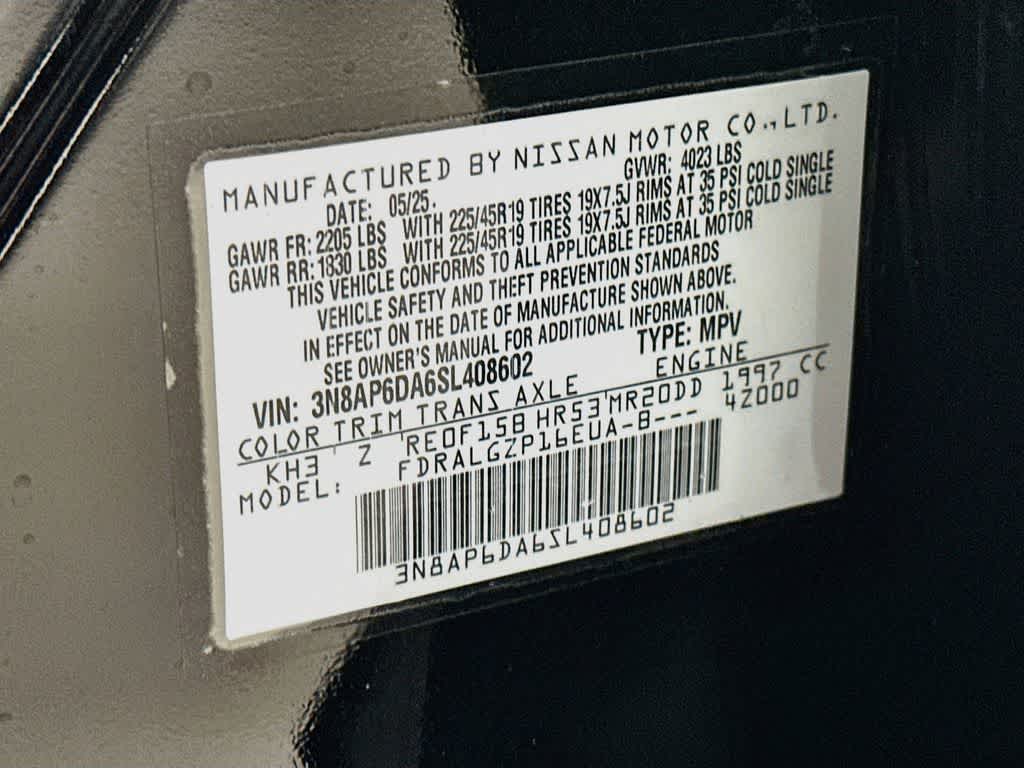 MANUFACTURED BY NISSAN MOTOR CO., LTD.
DATE: 05/25. GVWR: 4023 LBS
GAWR FR: 2205 LBS WITH 225/45R19 TIRES 19X7.5J RIMS AT 35 PSI COLD SINGLE
GAWR RR: 1830 LBS WITH 225/45R19 TIRES 19X7.5J RIMS AT 35 PSI COLD SINGLE
THIS VEHICLE CONFORMS TO ALL APPLICABLE FEDERAL MOTOR
VEHICLE SAFETY AND THEFT PREVENTION STANDARDS
IN EFFECT ON THE DATE OF MANUFACTURE SHOWN ABOVE.
SEE OWNER'S MANUAL FOR ADDITIONAL INFORMATION.
VIN: 3N8AP6DA6SL408602 TYPE: MPV
COLOR TRIM TRANS AXLE ENGINE
KH3 Z RE0F15B HR53 MR20DD 1997 CC
MODEL: FDRALGZP16EUA-B--- 42000
3N8AP6DA6SL408602